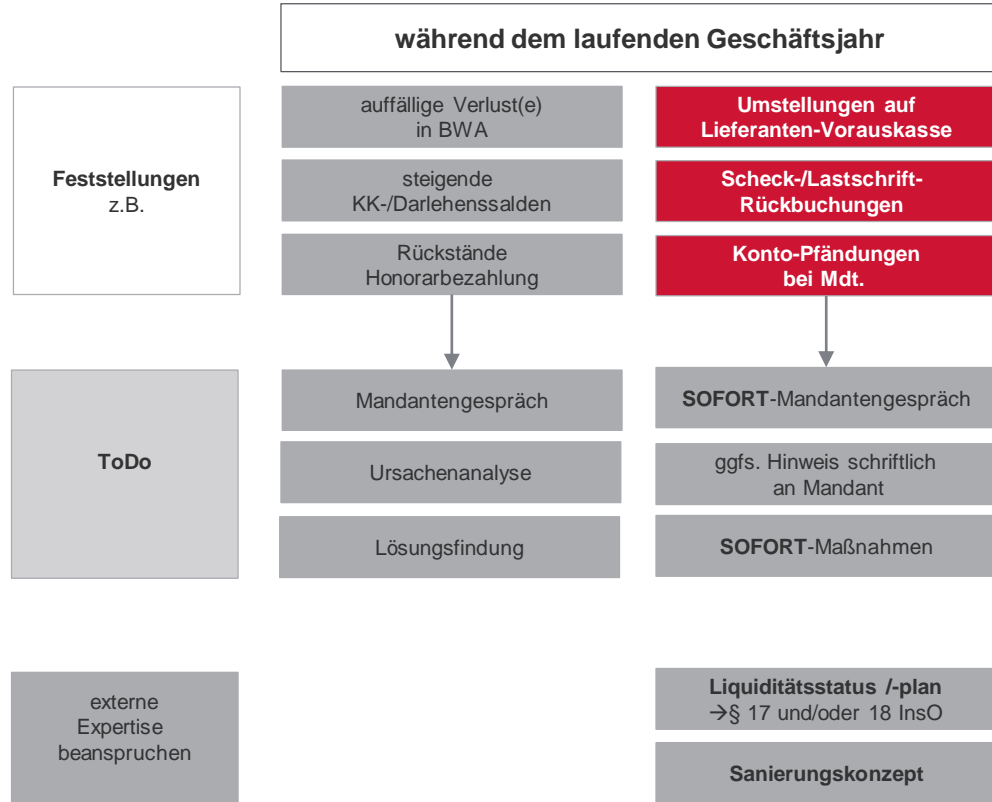 während dem laufenden Geschäftsjahr
Feststellungen
z.B.
auffällige Verlust(e)
in BWA
steigende
KK-/Darlehenssalden
Rückstände
Honorarbezahlung
Umstellungen auf
Lieferanten-Vorauskasse
Scheck-/Lastschrift-
Rückbuchungen
Konto-Pfändungen
bei Mdt.
ToDo
Mandantengespräch
Ursachenanalyse
Lösungsfindung
SOFORT-Mandantengespräch
ggfs. Hinweis schriftlich
an Mandant
SOFORT-Maßnahmen
externe
Expertise
beanspruchen
Liquiditätsstatus /-plan
→§ 17 und/oder 18 InsO
Sanierungskonzept